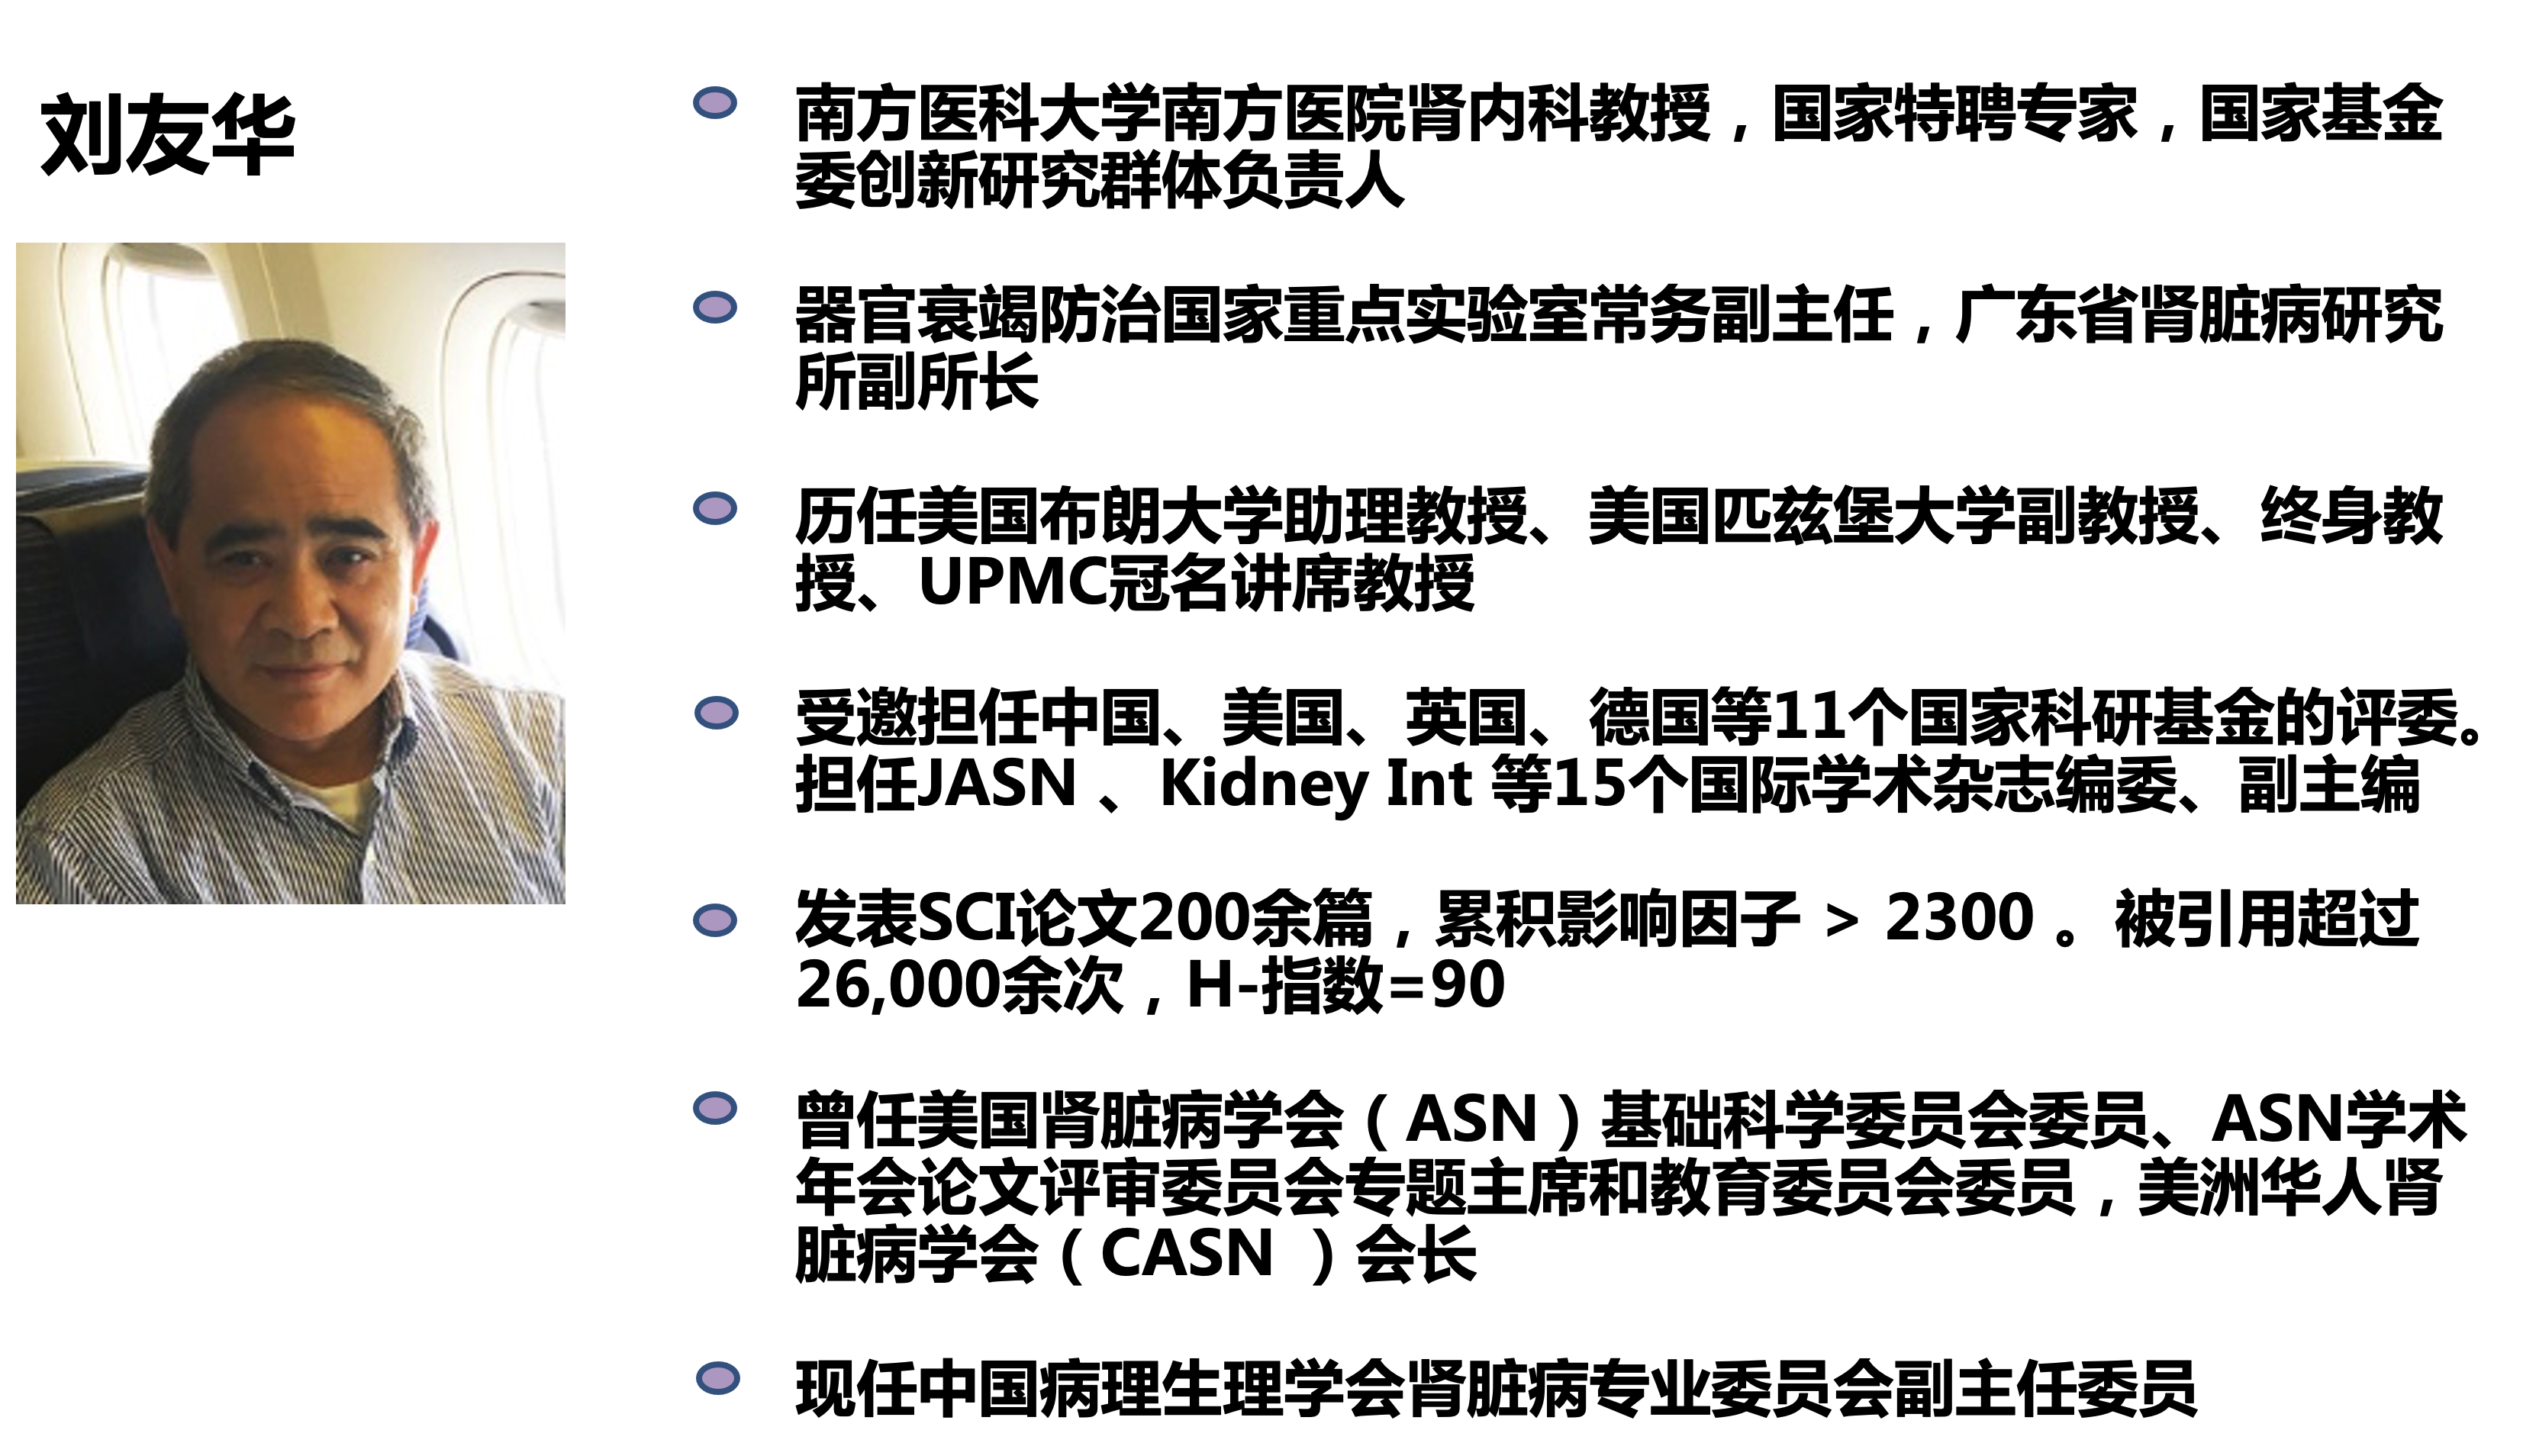 刘友华
南方医科大学南方医院肾内科教授，国家特聘专家，国家基金
委创新研究群体负责人
器官衰竭防治国家重点实验室常务副主任，广东省肾脏病研究
所副所长
历任美国布朗大学助理教授、美国匹兹堡大学副教授、终身教
授、UPMC冠名讲席教授
受邀担任中国、美国、英国、德国等11个国家科研基金的评委。
担任JASN 、Kidney Int 等15个国际学术杂志编委、副主编
发表SCI论文200余篇，累积影响因子 > 2300 。被引用超过
26,000余次，H-指数=90
曾任美国肾脏病学会（ASN）基础科学委员会委员、ASN学术
年会论文评审委员会专题主席和教育委员会委员，美洲华人肾
脏病学会（CASN ）会长
现任中国病理生理学会肾脏病专业委员会副主任委员